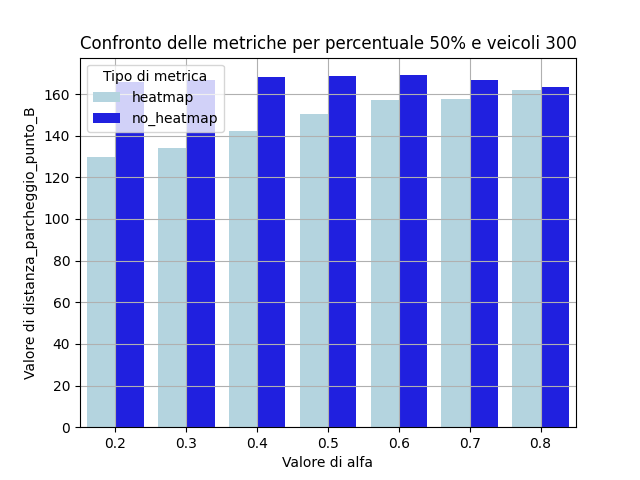 Confronto delle metriche per percentuale 50% e veicoli 300
Tipo di metrica
heatmap
no_heatmap
Valore di distanza_parcheggio_punto_B
160
140
120
100
80
60
40
20
0
0.2 0.3 0.4 0.5 0.6 0.7 0.8
Valore di alfa